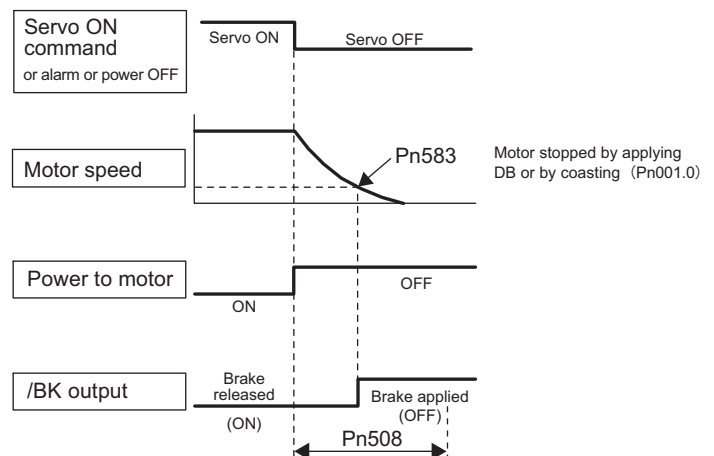 Servo ON
command
or alarm or power OFF
Servo ON
Servo OFF
Motor speed
Pn583
Motor stopped by applying
DB or by coasting (Pn001.0)
Power to motor
ON
OFF
/BK output
Brake
released
(ON)
Brake applied
(OFF)
Pn508